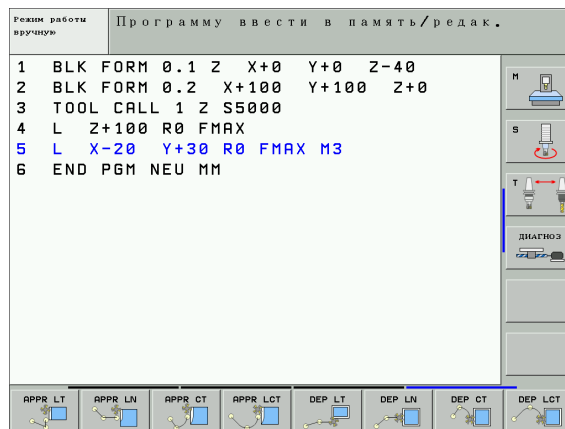 Режим работы
вручную
Программу ввести в память/редак.
1 BLK FORM 0.1 Z X+0 Y+0 Z-40
2 BLK FORM 0.2 X+100 Y+100 Z+0
3 TOOL CALL 1 Z S5000
4 L Z+100 R0 FMAX
5 L X-20 Y+30 R0 FMAX M3
6 END PGM NEU MM
M
S
T
ДИАГНОЗ
APPR LT APPR LN APPR CT APPR LCT DEP LT DEP LN DEP CT DEP LCT